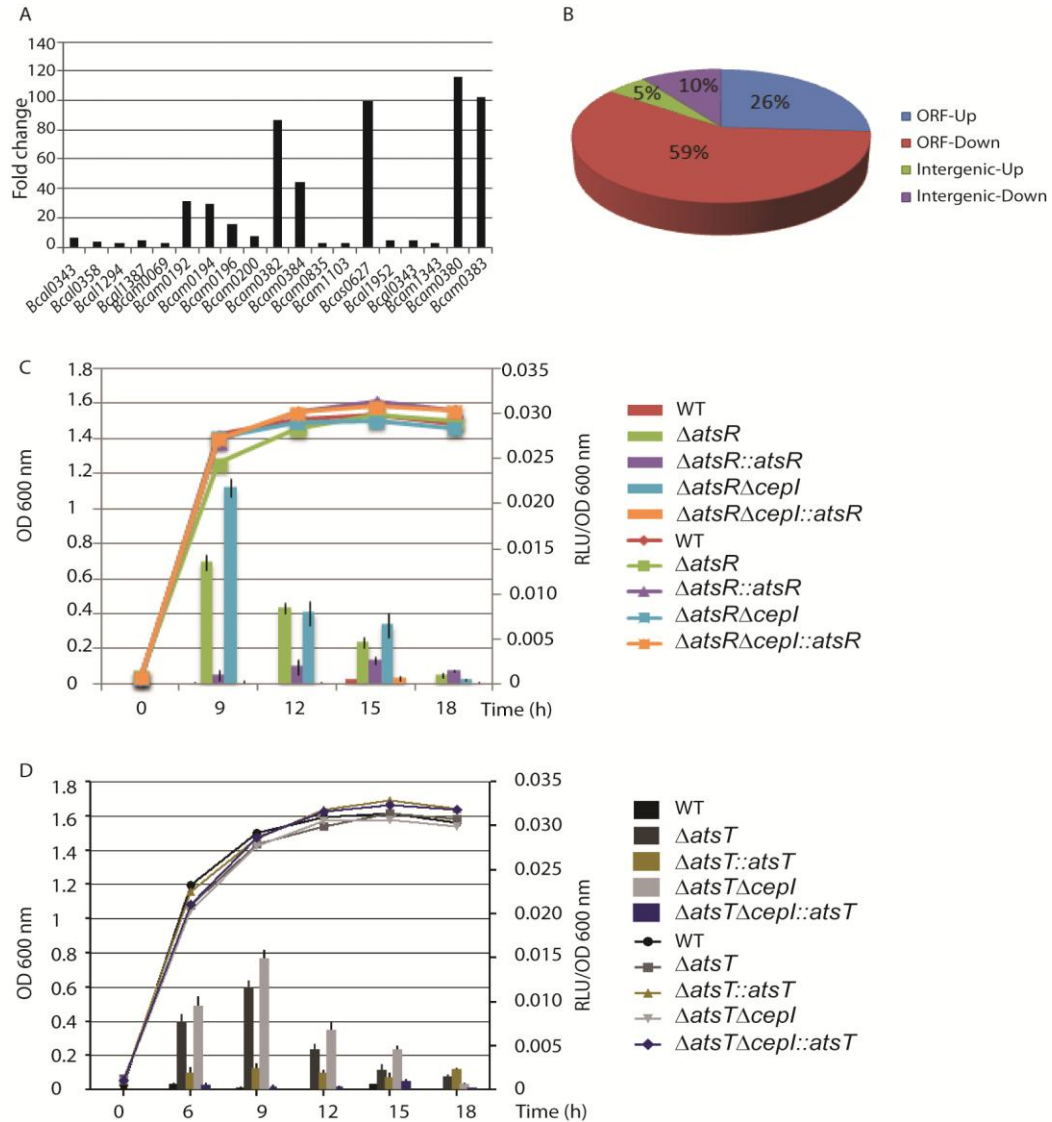 A
Fold change
140
120
100
80
60
40
20
0
Bcal0343
Bcal0358
Bcal1294
Bcal1387
Bcam0069
Bcam0192
Bcam0194
Bcam0196
Bcam0200
Bcam0382
Bcam0384
Bcam0835
Bcam1103
Bcas0627
Bcal1952
Bcal0343
Bcam1343
Bcam0380
Bcam0383
B
5%
10%
26%
59%
ORF-Up
ORF-Down
Intergenic-Up
Intergenic-Down
C
OD 600 nm
1.8
1.6
1.4
1.2
1
0.8
0.6
0.4
0.2
0
0.035
0.030
0.025
0.020
0.015
0.010
0.005
0
RLU/OD 600 nm
0 9 12 15 18 Time (h)
WT
ΔatsR
ΔatsR::atsR
ΔatsRΔcepI
ΔatsRΔcepI::atsR
WT
ΔatsR
ΔatsR::atsR
ΔatsRΔcepI
ΔatsRΔcepI::atsR
D
OD 600 nm
1.8
1.6
1.4
1.2
1
0.8
0.6
0.4
0.2
0
0.035
0.030
0.025
0.020
0.015
0.010
0.005
0
RLU/OD 600 nm
0 6 9 12 15 18 Time (h)
WT
ΔatsT
ΔatsT::atsT
ΔatsTΔcepI
ΔatsTΔcepI::atsT
WT
ΔatsT
ΔatsT::atsT
ΔatsTΔcepI
ΔatsTΔcepI::atsT